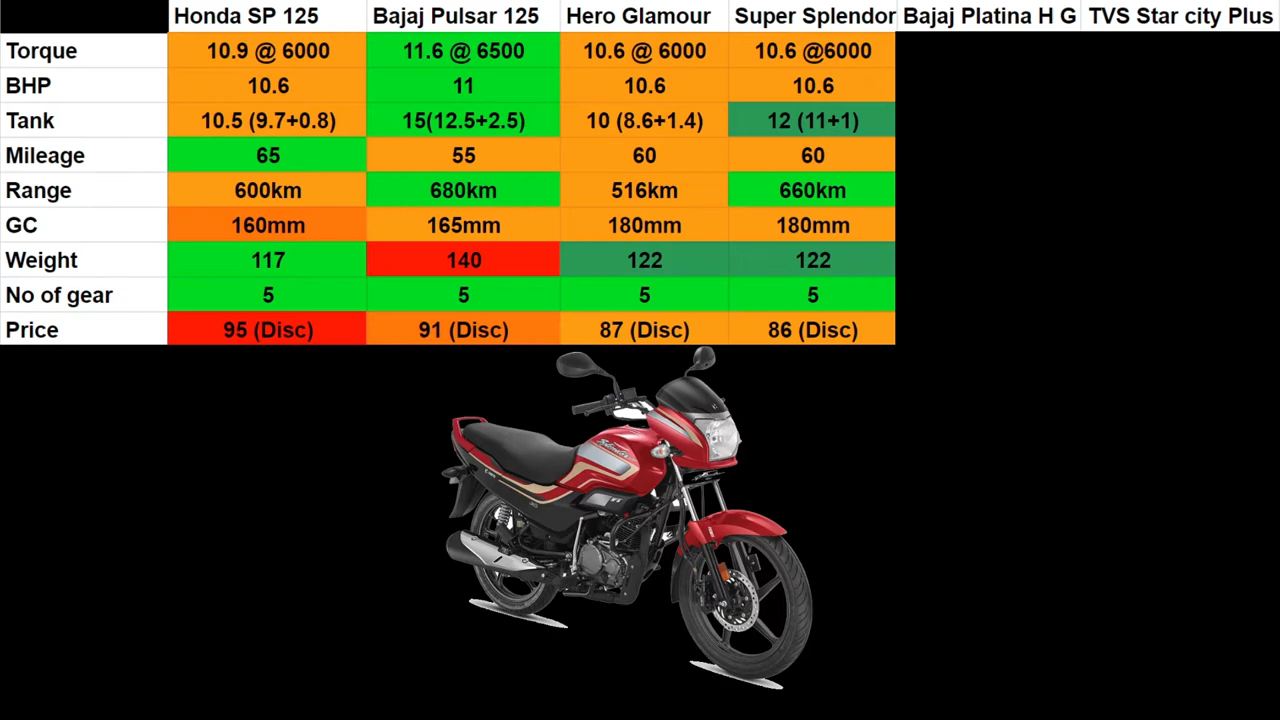 Honda SP 125 Bajaj Pulsar 125 Hero Glamour Super Splendor Bajaj Platina H G TVS Star city Plus
Torque 10.9 @ 6000 11.6 @ 6500 10.6 @ 6000 10.6 @6000
BHP 10.6 11 10.6 10.6
Tank 10.5 (9.7+0.8) 15(12.5+2.5) 10 (8.6+1.4) 12 (11+1)
Mileage 65 55 60 60
Range 600km 680km 516km 660km
GC 160mm 165mm 180mm 180mm
Weight 117 140 122 122
No of gear 5 5 5 5
Price 95 (Disc) 91 (Disc) 87 (Disc) 86 (Disc)